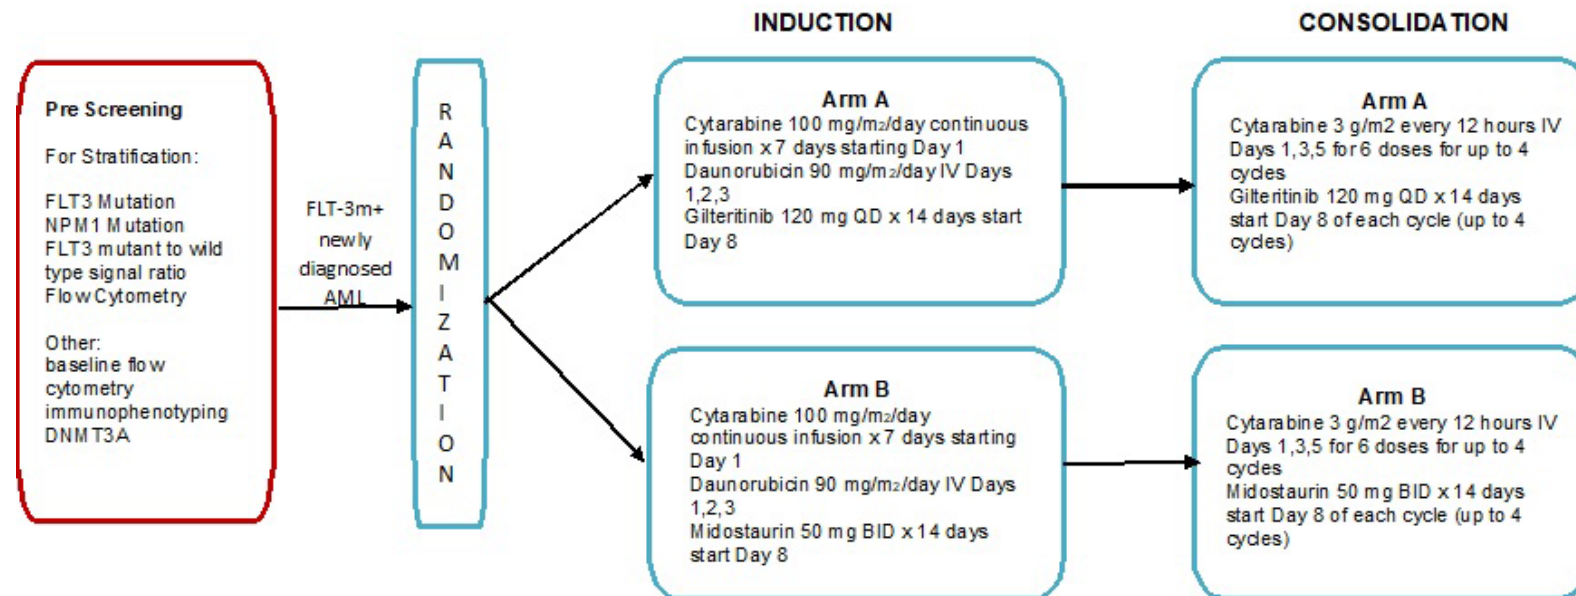 INDUCTION
CONSOLIDATION
Pre Screening
For Stratification:
FLT3 Mutation
NPM1 Mutation
FLT3 mutant to wild
type signal ratio
Flow Cytometry
Other:
baseline flow
cytometry
immunophenotyping
DNMT3A
FLT-3m+
newly
diagnosed
AML
R
A
N
D
O
M
I
Z
A
T
I
O
N
Arm A
Cytarabine 100 mg/m2/day continuous
infusion x 7 days starting Day 1
Daunorubicin 90 mg/m2/day IV Days
1,2,3
Gilteritinib 120 mg QD x 14 days start
Day 8
Arm A
Cytarabine 3 g/m2 every 12 hours IV
Days 1,3,5 for 6 doses for up to 4
cycles
Gilteritinib 120 mg QD x 14 days
start Day 8 of each cycle (up to 4
cycles)
Arm B
Cytarabine 100 mg/m2/day
continuous infusion x 7 days starting
Day 1
Daunorubicin 90 mg/m2/day IV Days
1,2,3
Midostaurin 50 mg BID x 14 days
start Day 8
Arm B
Cytarabine 3 g/m2 every 12 hours IV
Days 1,3,5 for 6 doses for up to 4
cycles
Midostaurin 50 mg BID x 14 days
start Day 8 of each cycle (up to 4
cycles)